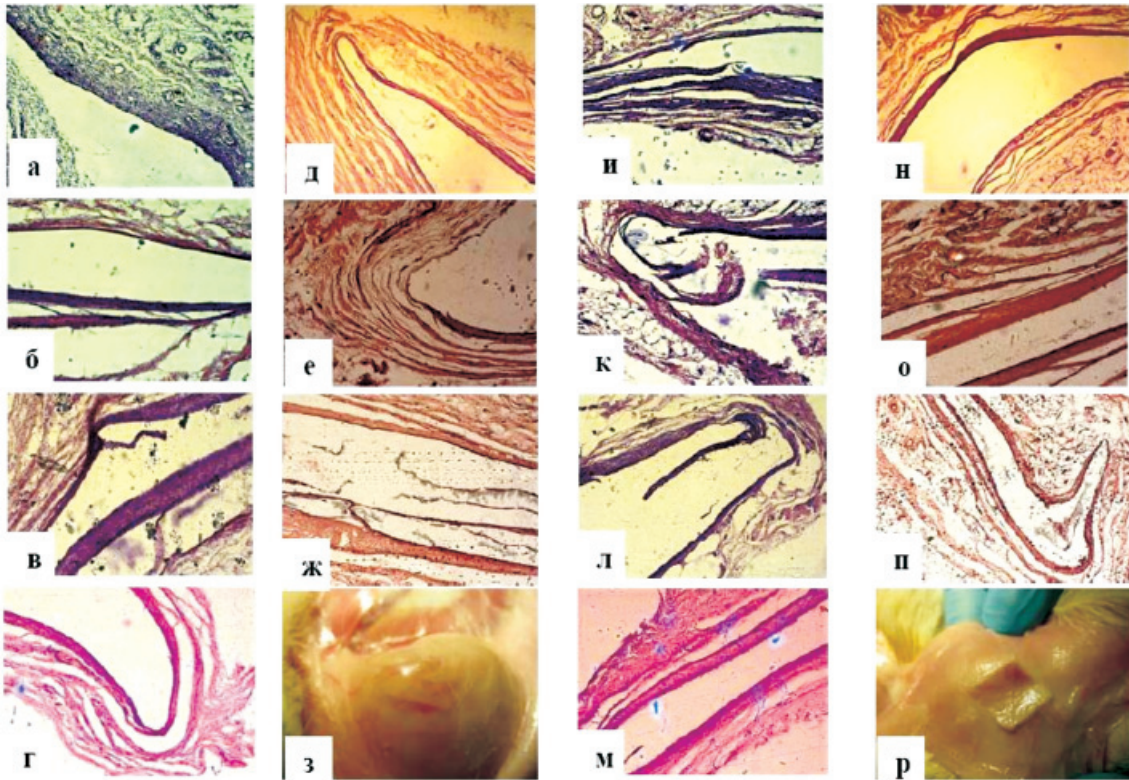 а
д
и
н
б
е
к
о
в
ж
л
п
г
з
м
р